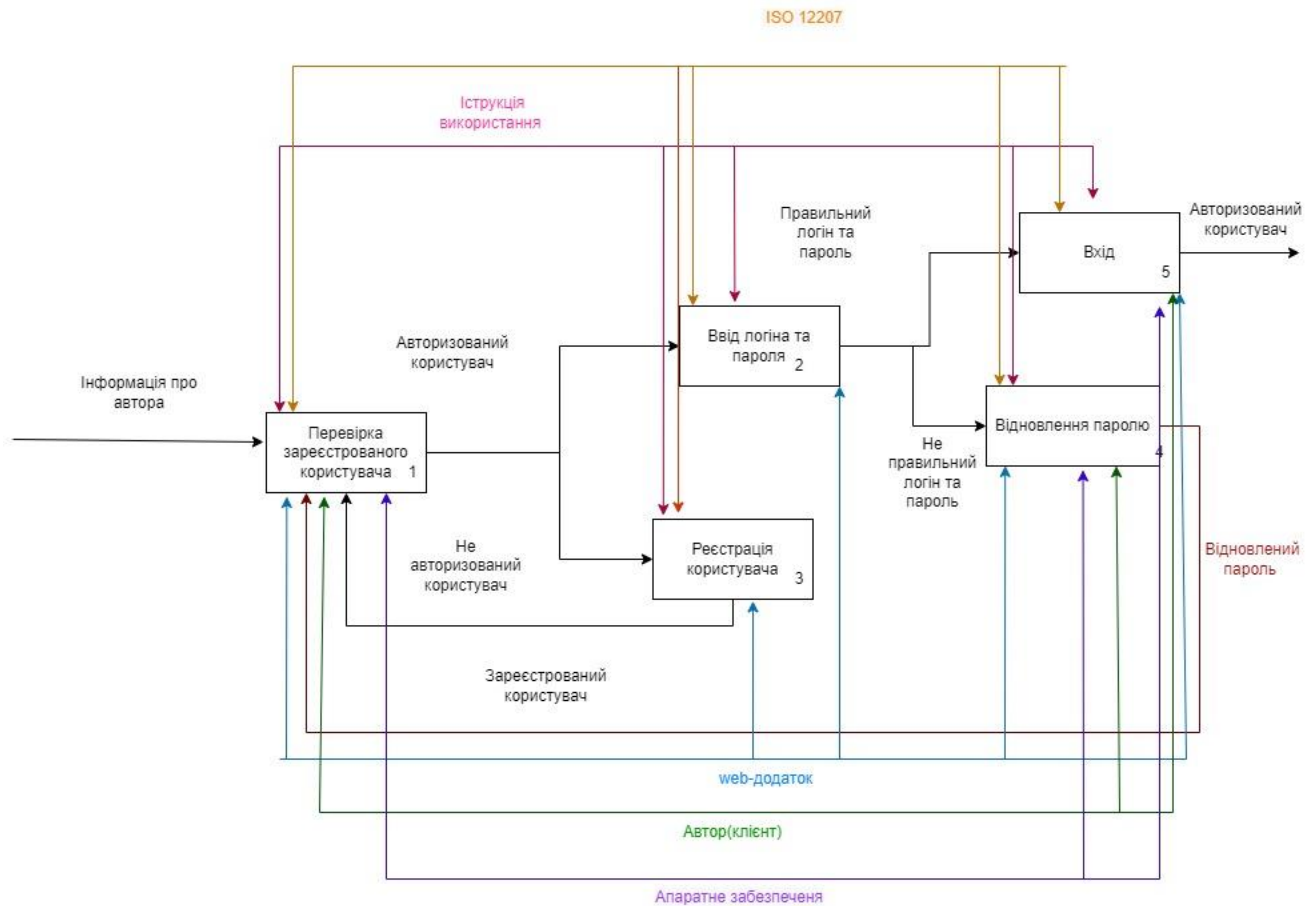 ISO 12207
Іструкція
використання
Правильний
логін та
пароль
Авторизований
користувач
Вхід
5
Ввід логіна та
пароля
2
Авторизований
користувач
Інформація про
автора
Перевірка
зареєстрованого
користувача
1
Відновлення паролю
4
Не
правильний
логін та
пароль
Не
авторизований
користувач
Реєстрація
користувача
3
Відновлений
пароль
Зареєстрований
користувач
web-додаток
Автор(клієнт)
Апаратне забезпеченя